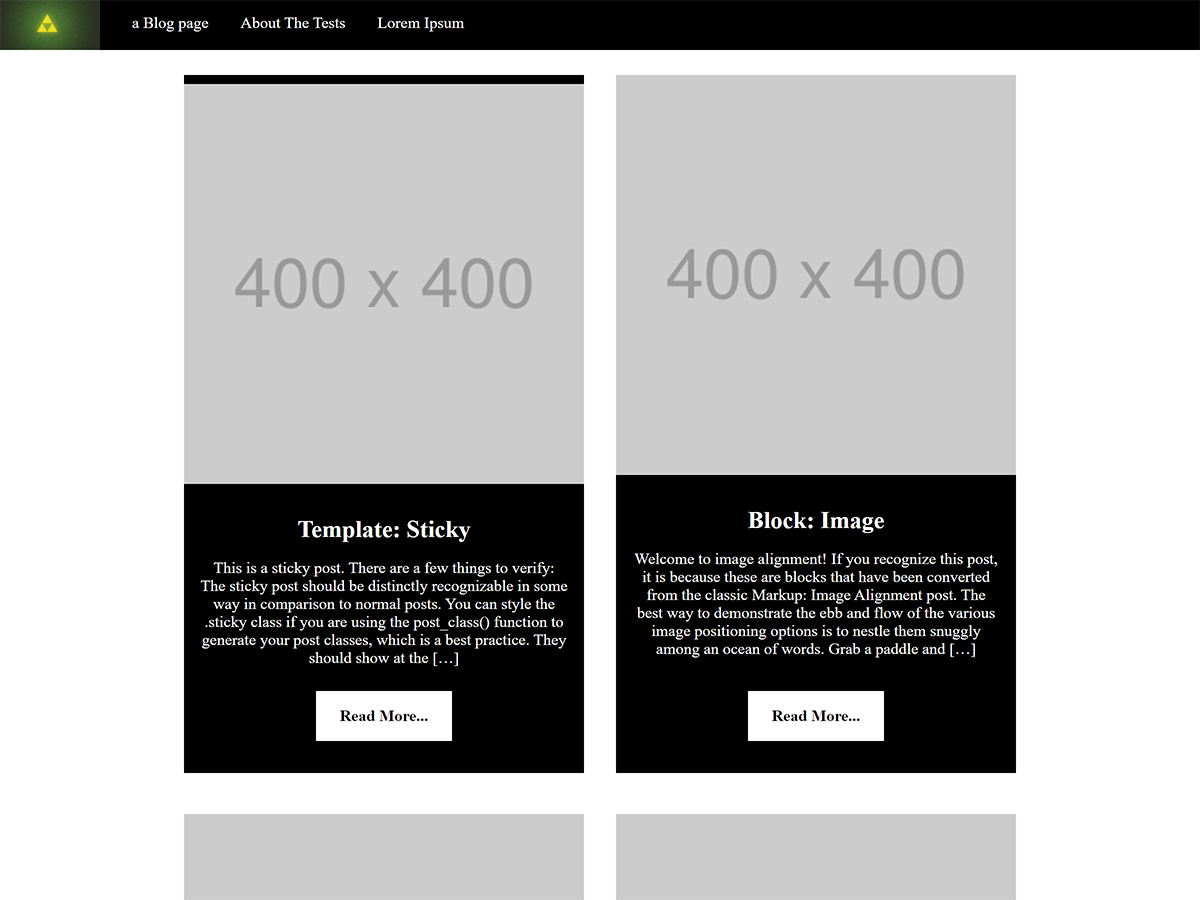 a Blog page
About The Tests
Lorem Ipsum
400 x 400
Template: Sticky
This is a sticky post. There are a few things to verify:
The sticky post should be distinctly recognizable in some
way in comparison to normal posts. You can style the
.sticky class if you are using the post_class() function to
generate your post classes, which is a best practice. They
should show at the […]
Read More...
400 x 400
Block: Image
Welcome to image alignment! If you recognize this post,
it is because these are blocks that have been converted
from the classic Markup: Image Alignment post. The
best way to demonstrate the ebb and flow of the various
image positioning options is to nestle them snuggly
among an ocean of words. Grab a paddle and […]
Read More...